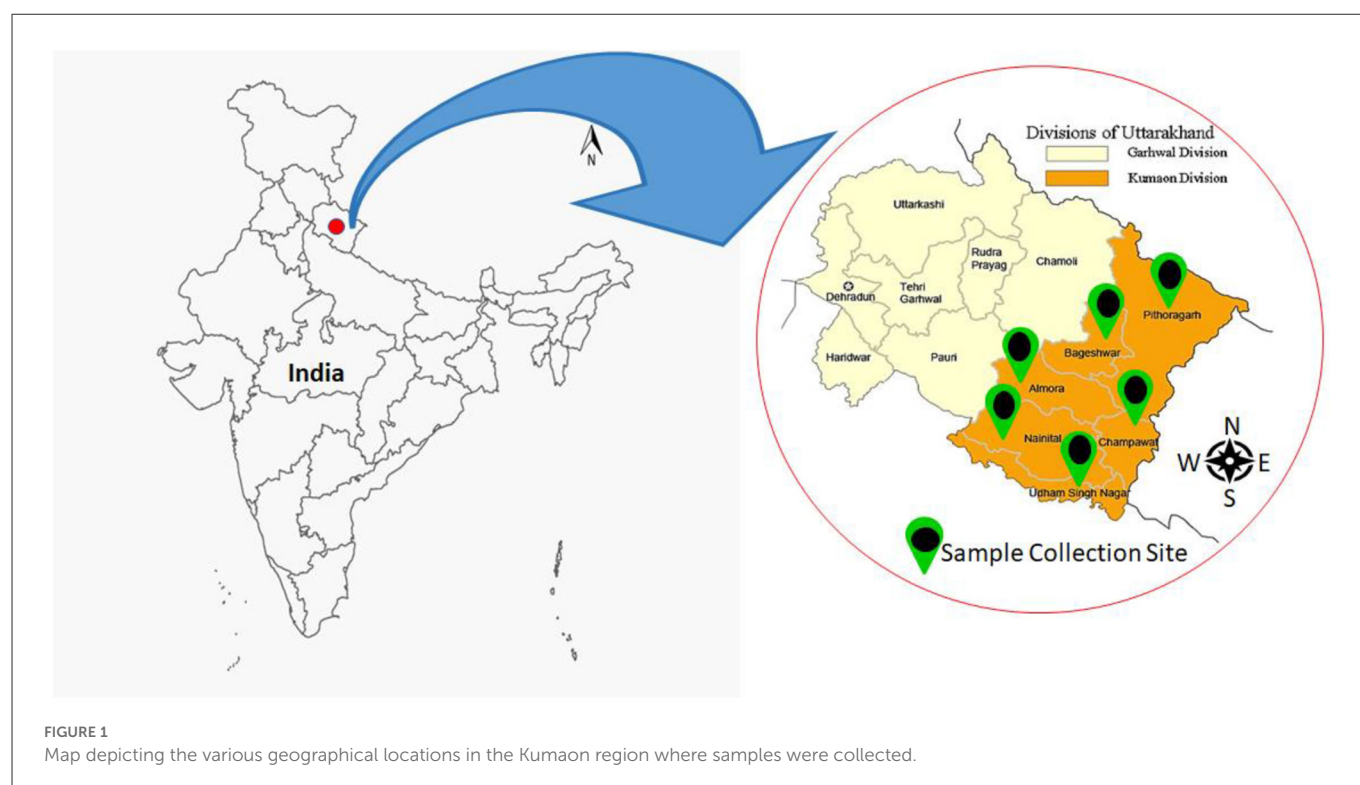 India
N
Divisions of Uttarakhand
Garhwal Division
Kumaon Division
Uttarkashi
Rudra
Prayag
Chamoli
Tehri
Garhwal
Dehradun
Haridwar
Pauri
Pithoragarh
Bageshwar
Almora
Nainital
Champawat
Udham Singh Nagar
N
W
E
S
Sample Collection Site
FIGURE 1
Map depicting the various geographical locations in the Kumaon region where samples were collected.